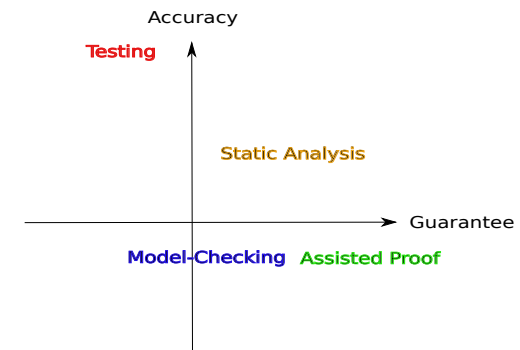 Accuracy
Testing
Static Analysis
Guarantee
Model-Checking
Assisted Proof